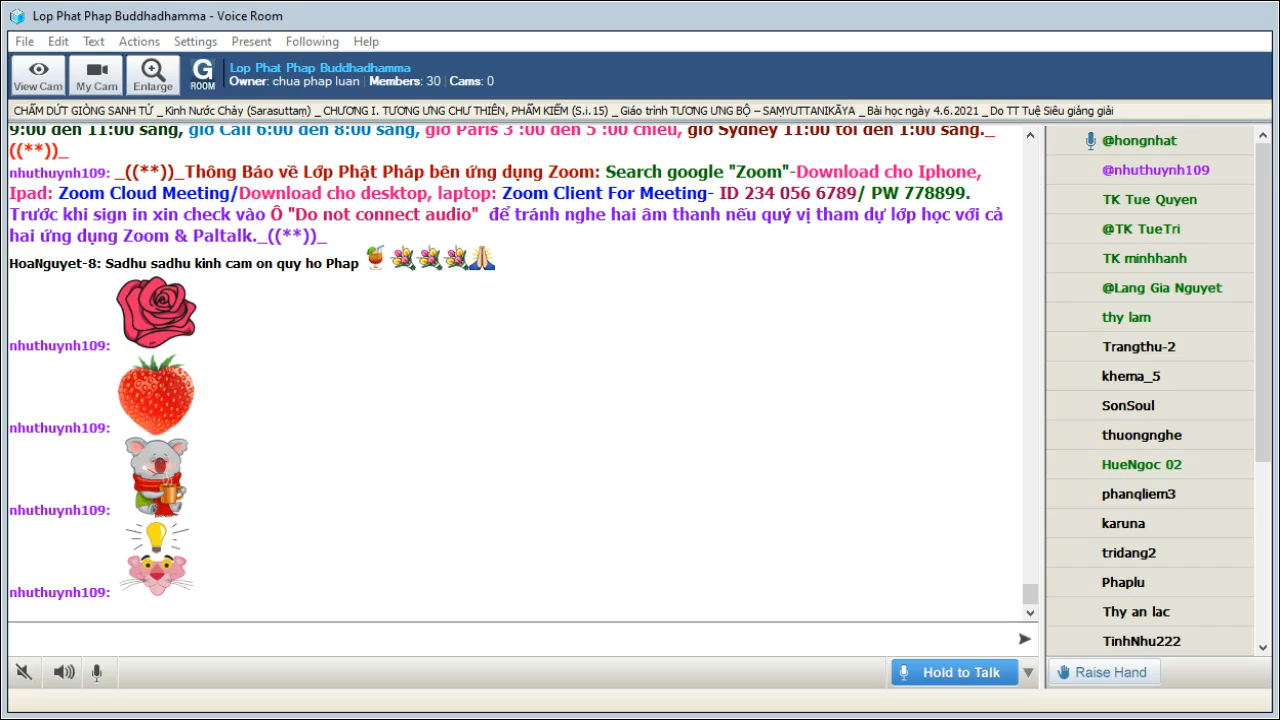 Lop Phat Phap Buddhadhamma - Voice Room
File Edit Text Actions Settings Present Following Help
View Cam My Cam Enlarge G ROOM
Lop Phat Phap Buddhadhamma
Owner: chua phap luan Members: 30 Cams: 0
CHẤM DỨT GIÒNG SANH TỬ _Kinh Nước Chảy (Sarasuttaṃ) _ CHƯƠNG I. TƯƠNG ƯNG CHƯ THIÊN, PHẨM KIẾM (S.i.15) _ Giáo trình TƯƠNG ƯNG BỘ – SAṂYUTTANIKĀYA _ Bài học ngày 4.6.2021 _ Do TT Tuệ Siêu giảng giải
9:00 đến 11:00 sáng, giờ Cali 6:00 đến 8:00 sáng, giờ Paris 3 :00 đến 5 :00 chiều, giờ Sydney 11:00 tối đến 1:00 sáng._
((**))_
nhuthuynh109: _((**))_Thông Báo về Lớp Phật Pháp bên ứng dụng Zoom: Search google "Zoom"-Download cho Iphone,
Ipad: Zoom Cloud Meeting/Download cho desktop, laptop: Zoom Client For Meeting- ID 234 056 6789/ PW 778899.
Trước khi sign in xin check vào Ô "Do not connect audio" để tránh nghe hai âm thanh nếu quý vị tham dự lớp học với cả
hai ứng dụng Zoom & Paltalk._((**))_
HoaNguyet-8: Sadhu sadhu kinh cam on quy ho Phap
nhuthuynh109:
nhuthuynh109:
nhuthuynh109:
nhuthuynh109:
@hongnhat
@nhuthuynh109
TK Tue Quyen
@TK TueTri
TK minhhanh
@Lang Gia Nguyet
thy lam
Trangthu-2
khema_5
SonSoul
thuongnghe
HueNgoc 02
phanqliem3
karuna
tridang2
Phaplu
Thy an lac
TinhNhu222
Hold to Talk
Raise Hand